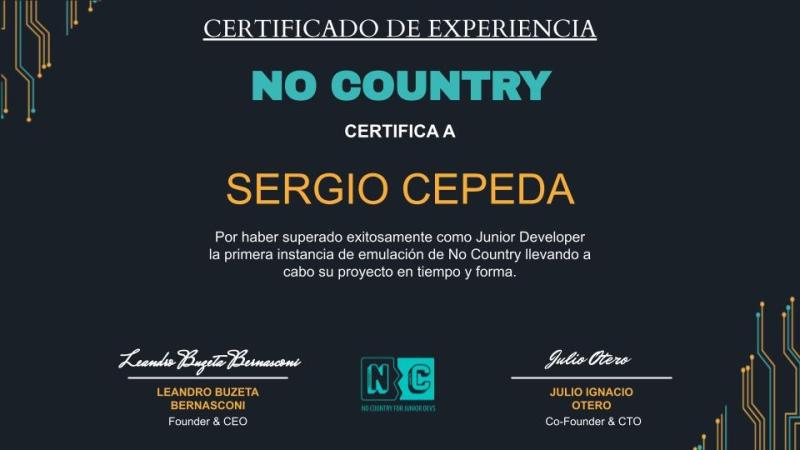 CERTIFICADO DE EXPERIENCIA
NO COUNTRY
CERTIFICA A
SERGIO CEPEDA
Por haber superado exitosamente como Junior Developer
la primera instancia de emulación de No Country llevando a
cabo su proyecto en tiempo y forma.
Leandro Buzeta Bernasconi
LEANDRO BUZETA
BERNASCONI
Founder & CEO
NC
NO COUNTRY FOR JUNIOR DEVS
Julio Otero
JULIO IGNACIO
OTERO
Co-Founder & CTO